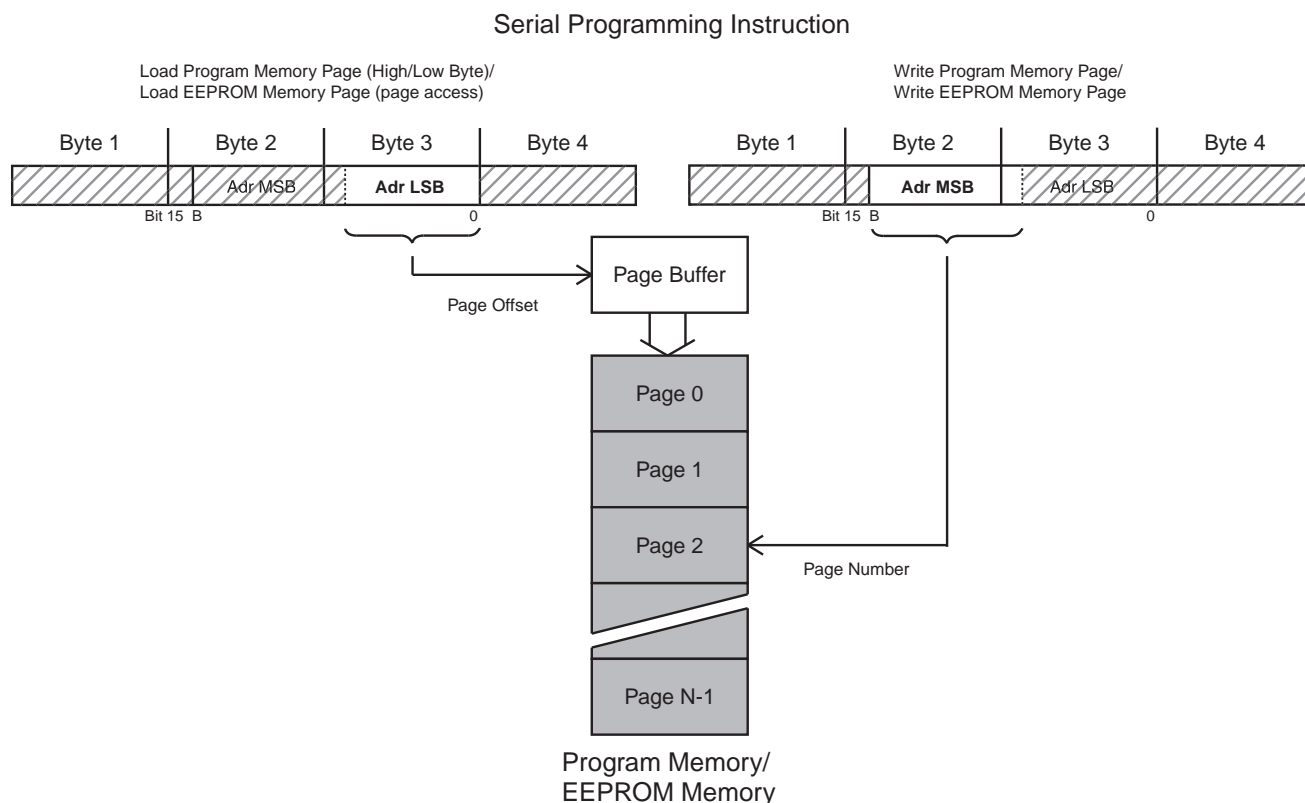 Serial Programming Instruction
Load Program Memory Page (High/Low Byte)/
Load EEPROM Memory Page (page access)
Byte 1 Byte 2 Byte 3 Byte 4
Adr MSB Adr LSB
Bit 15 B 0
Write Program Memory Page/
Write EEPROM Memory Page
Byte 1 Byte 2 Byte 3 Byte 4
Adr MSB Adr LSB
Bit 15 B 0
Page Buffer
Page Offset
Page 0
Page 1
Page 2
Page Number
Page N-1
Program Memory/
EEPROM Memory